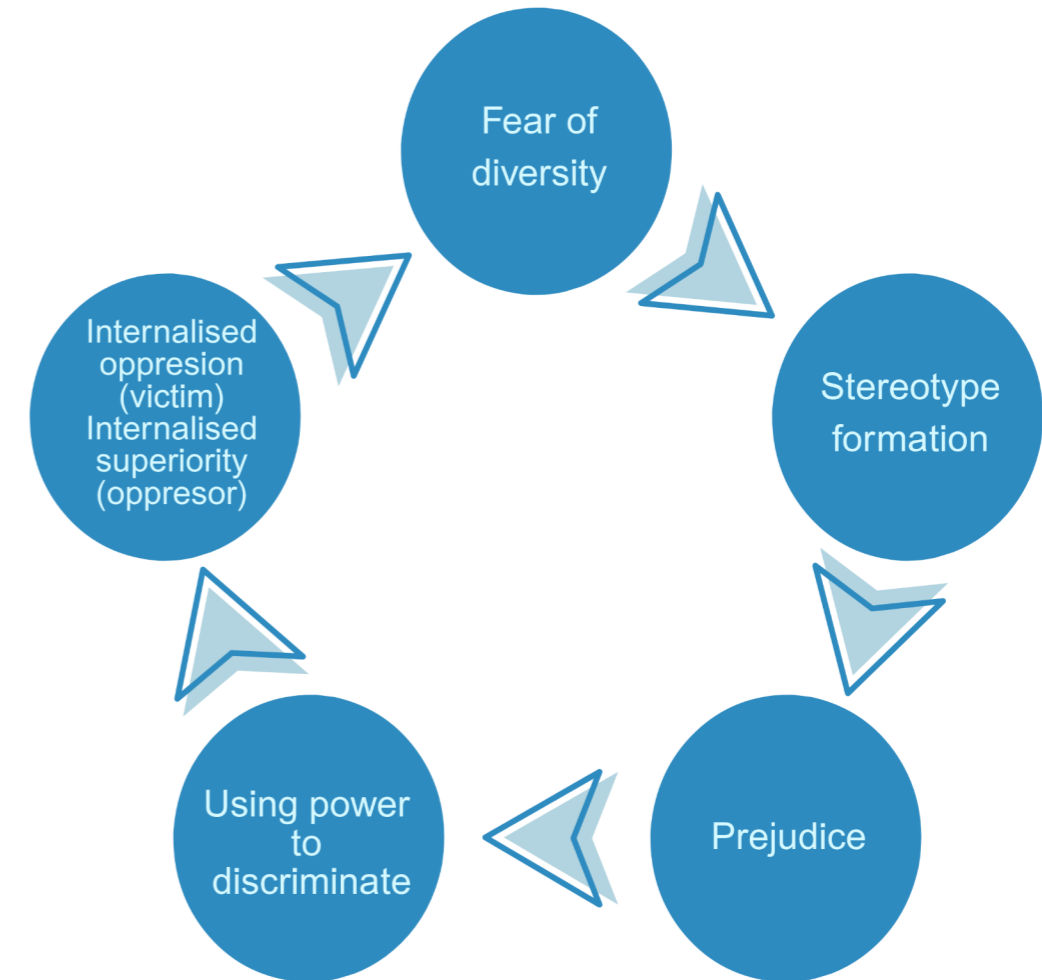 Fear of
diversity
Stereotype
formation
Prejudice
Using power
to
discriminate
Internalised
oppresion
(victim)
Internalised
superiority
(oppresor)